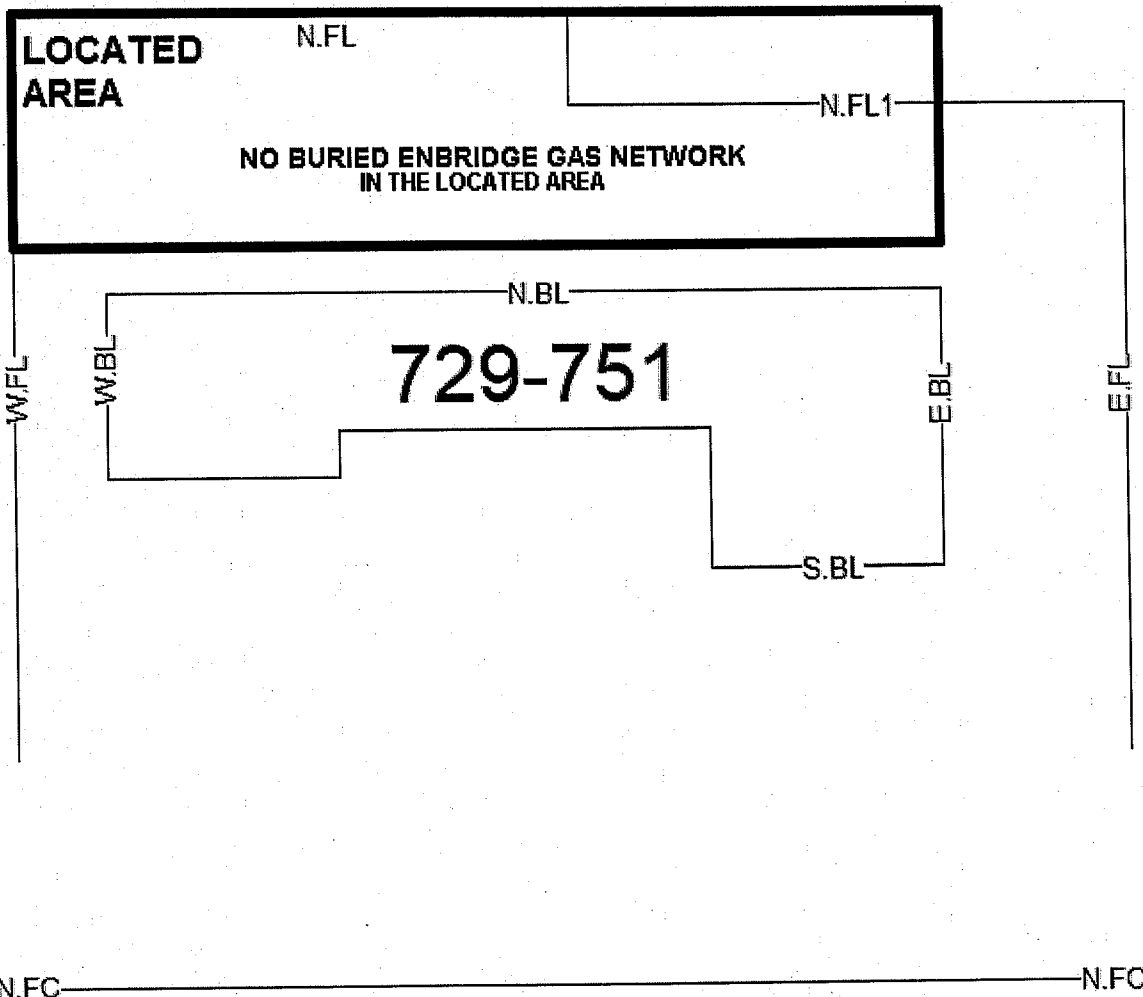 LOCATED
AREA
N.FL
N.FL1
NO BURIED ENBRIDGE GAS NETWORK
IN THE LOCATED AREA
N.BL
W.FL
W.BL
729-751
E.BL
E.FL
S.BL
N.FC
N.FC